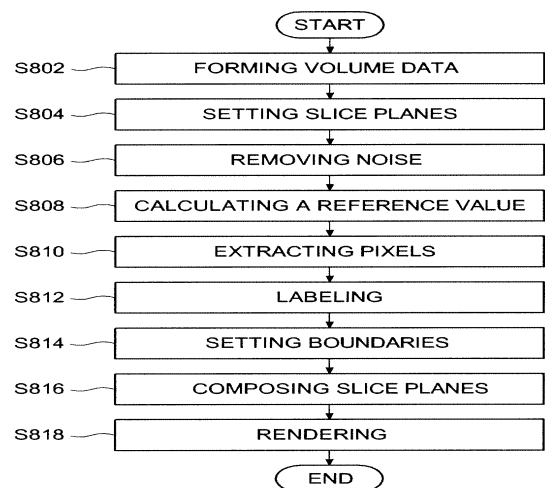 START
S802 FORMING VOLUME DATA
S804 SETTING SLICE PLANES
S806 REMOVING NOISE
S808 CALCULATING A REFERENCE VALUE
S810 EXTRACTING PIXELS
S812 LABELING
S814 SETTING BOUNDARIES
S816 COMPOSING SLICE PLANES
S818 RENDERING
END